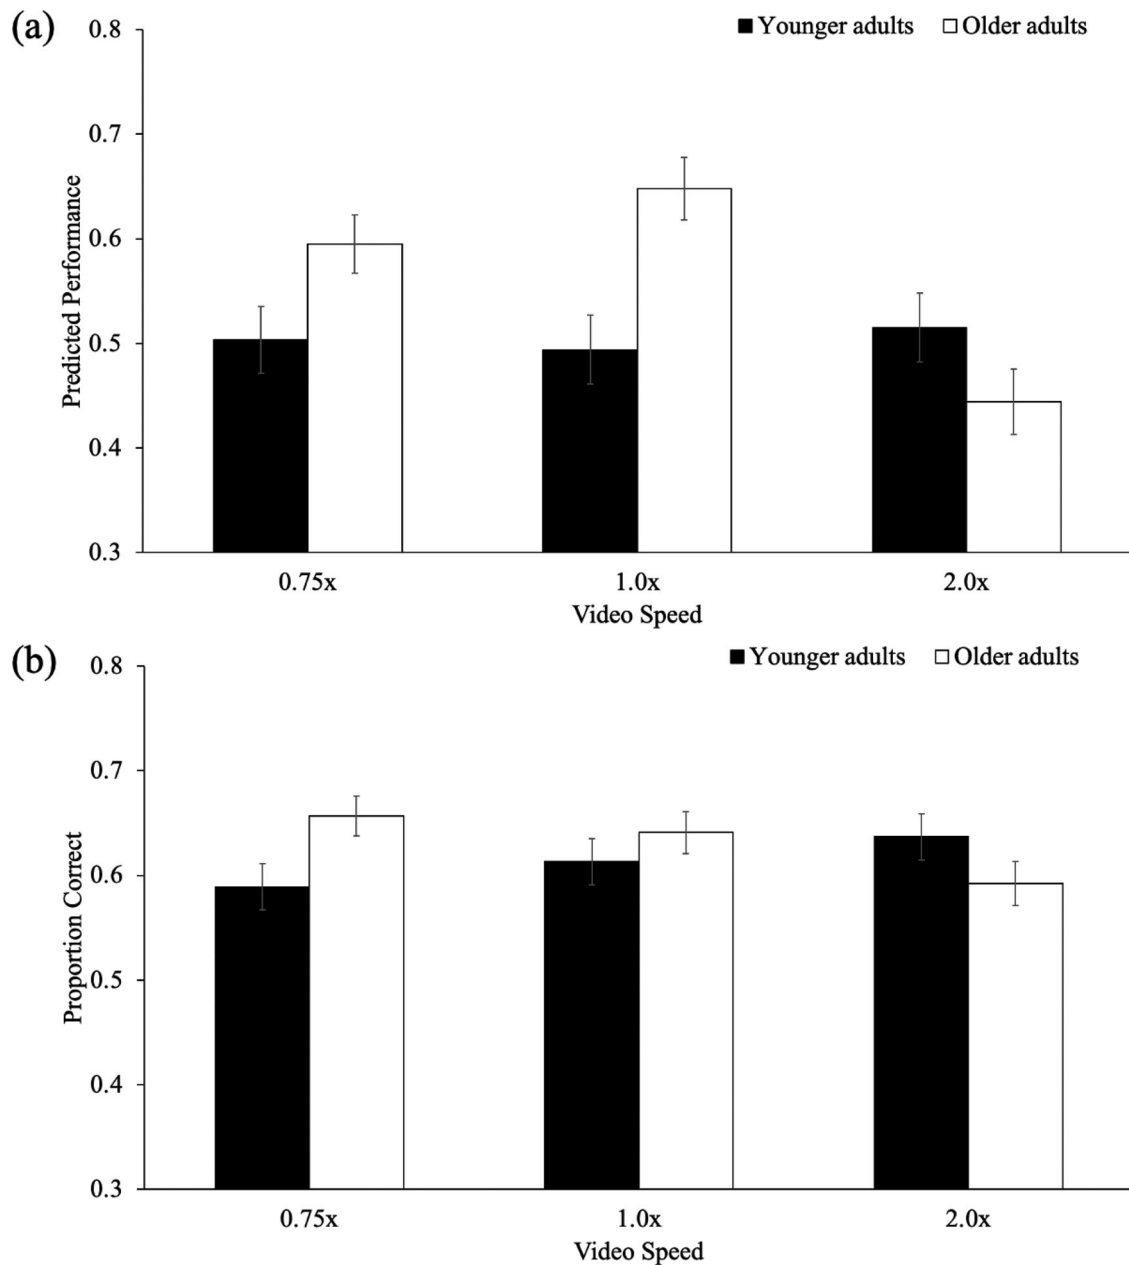 (a)
Younger adults Older adults
0.8
0.7
0.6
0.5
0.4
0.3
Predicted Performance
0.75x 1.0x 2.0x
Video Speed
(b)
Younger adults Older adults
0.8
0.7
0.6
0.5
0.4
0.3
Proportion Correct
0.75x 1.0x 2.0x
Video Speed